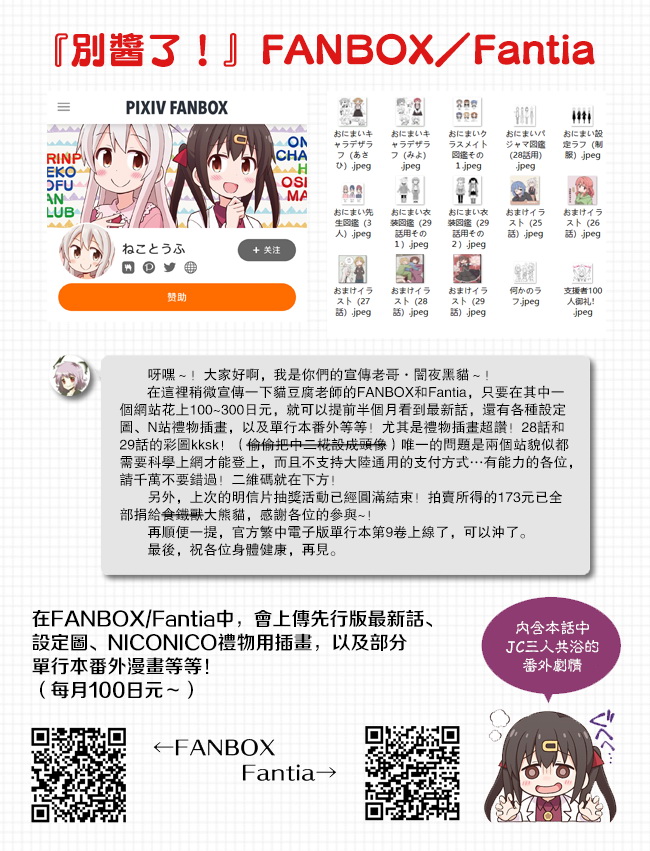 『別醬了！』FANBOX／Fantia
PIXIV FANBOX
ORINP
NEKO
TOFU
FAN
CLUB
ON
CHA
H
OSI
MA
ねことうふ
+ 关注
赞助
おにまいキャラデザラフ（あさひ）.jpeg
おにまいキャラデザラフ（みよ）.jpeg
おにまいクラスメイト図鑑その1.jpeg
おにまいパジャマ図鑑（28話用）.jpeg
おにまい設定ラフ（制服）.jpeg
おにまい先生図鑑（3人）.jpeg
おにまい衣装図鑑（29話用その1）.jpeg
おにまい衣装図鑑（29話用その2）.jpeg
おまけイラスト（25話）.jpeg
おまけイラスト（26話）.jpeg
おまけイラスト（27話）.jpeg
おまけイラスト（28話）.jpeg
おまけイラスト（29話）.jpeg
何かのラフ.jpeg
支援者100人御礼!.jpeg
呀嘿～！大家好啊，我是你們的宣傳老哥·闇夜黑貓～！
在這裡稍微宣傳一下貓豆腐老師的FANBOX和Fantia，只要在其中一
個網站花上100~300日元，就可以提前半個月看到最新話，還有各種設定
圖、N站禮物插畫，以及單行本番外等等！尤其是禮物插畫超讚！28話和
29話的彩圖kksk！（偷偷把中二椛設成頭像）唯一的問題是兩個站貌似都
需要科學上網才能登上，而且不支持大陸通用的支付方式…有能力的各位，
請千萬不要錯過！二維碼就在下方！
另外，上次的明信片抽獎活動已經圓滿結束！拍賣所得的173元已全
部捐給食鐵獸大熊貓，感謝各位的參與~！
再順便一提，官方繁中電子版單行本第9卷上線了，可以沖了。
最後，祝各位身體健康，再見。
在FANBOX/Fantia中，會上傳先行版最新話、
設定圖、NICONICO禮物用插畫，以及部分
單行本番外漫畫等等！
（每月100日元～）
内含本話中
JC三人共浴的
番外劇情
←FANBOX
Fantia→
ぐへへ…